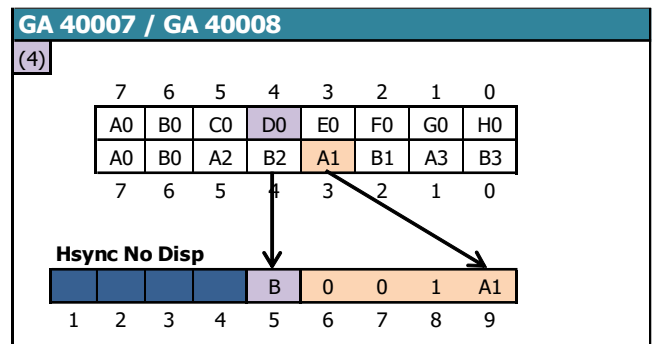 GA 40007 / GA 40008
(4)
7 6 5 4 3 2 1 0
A0 B0 C0 D0 E0 F0 G0 H0
A0 B0 A2 B2 A1 B1 A3 B3
7 6 5 4 3 2 1 0
Hsync No Disp
B 0 0 1 A1
1 2 3 4 5 6 7 8 9